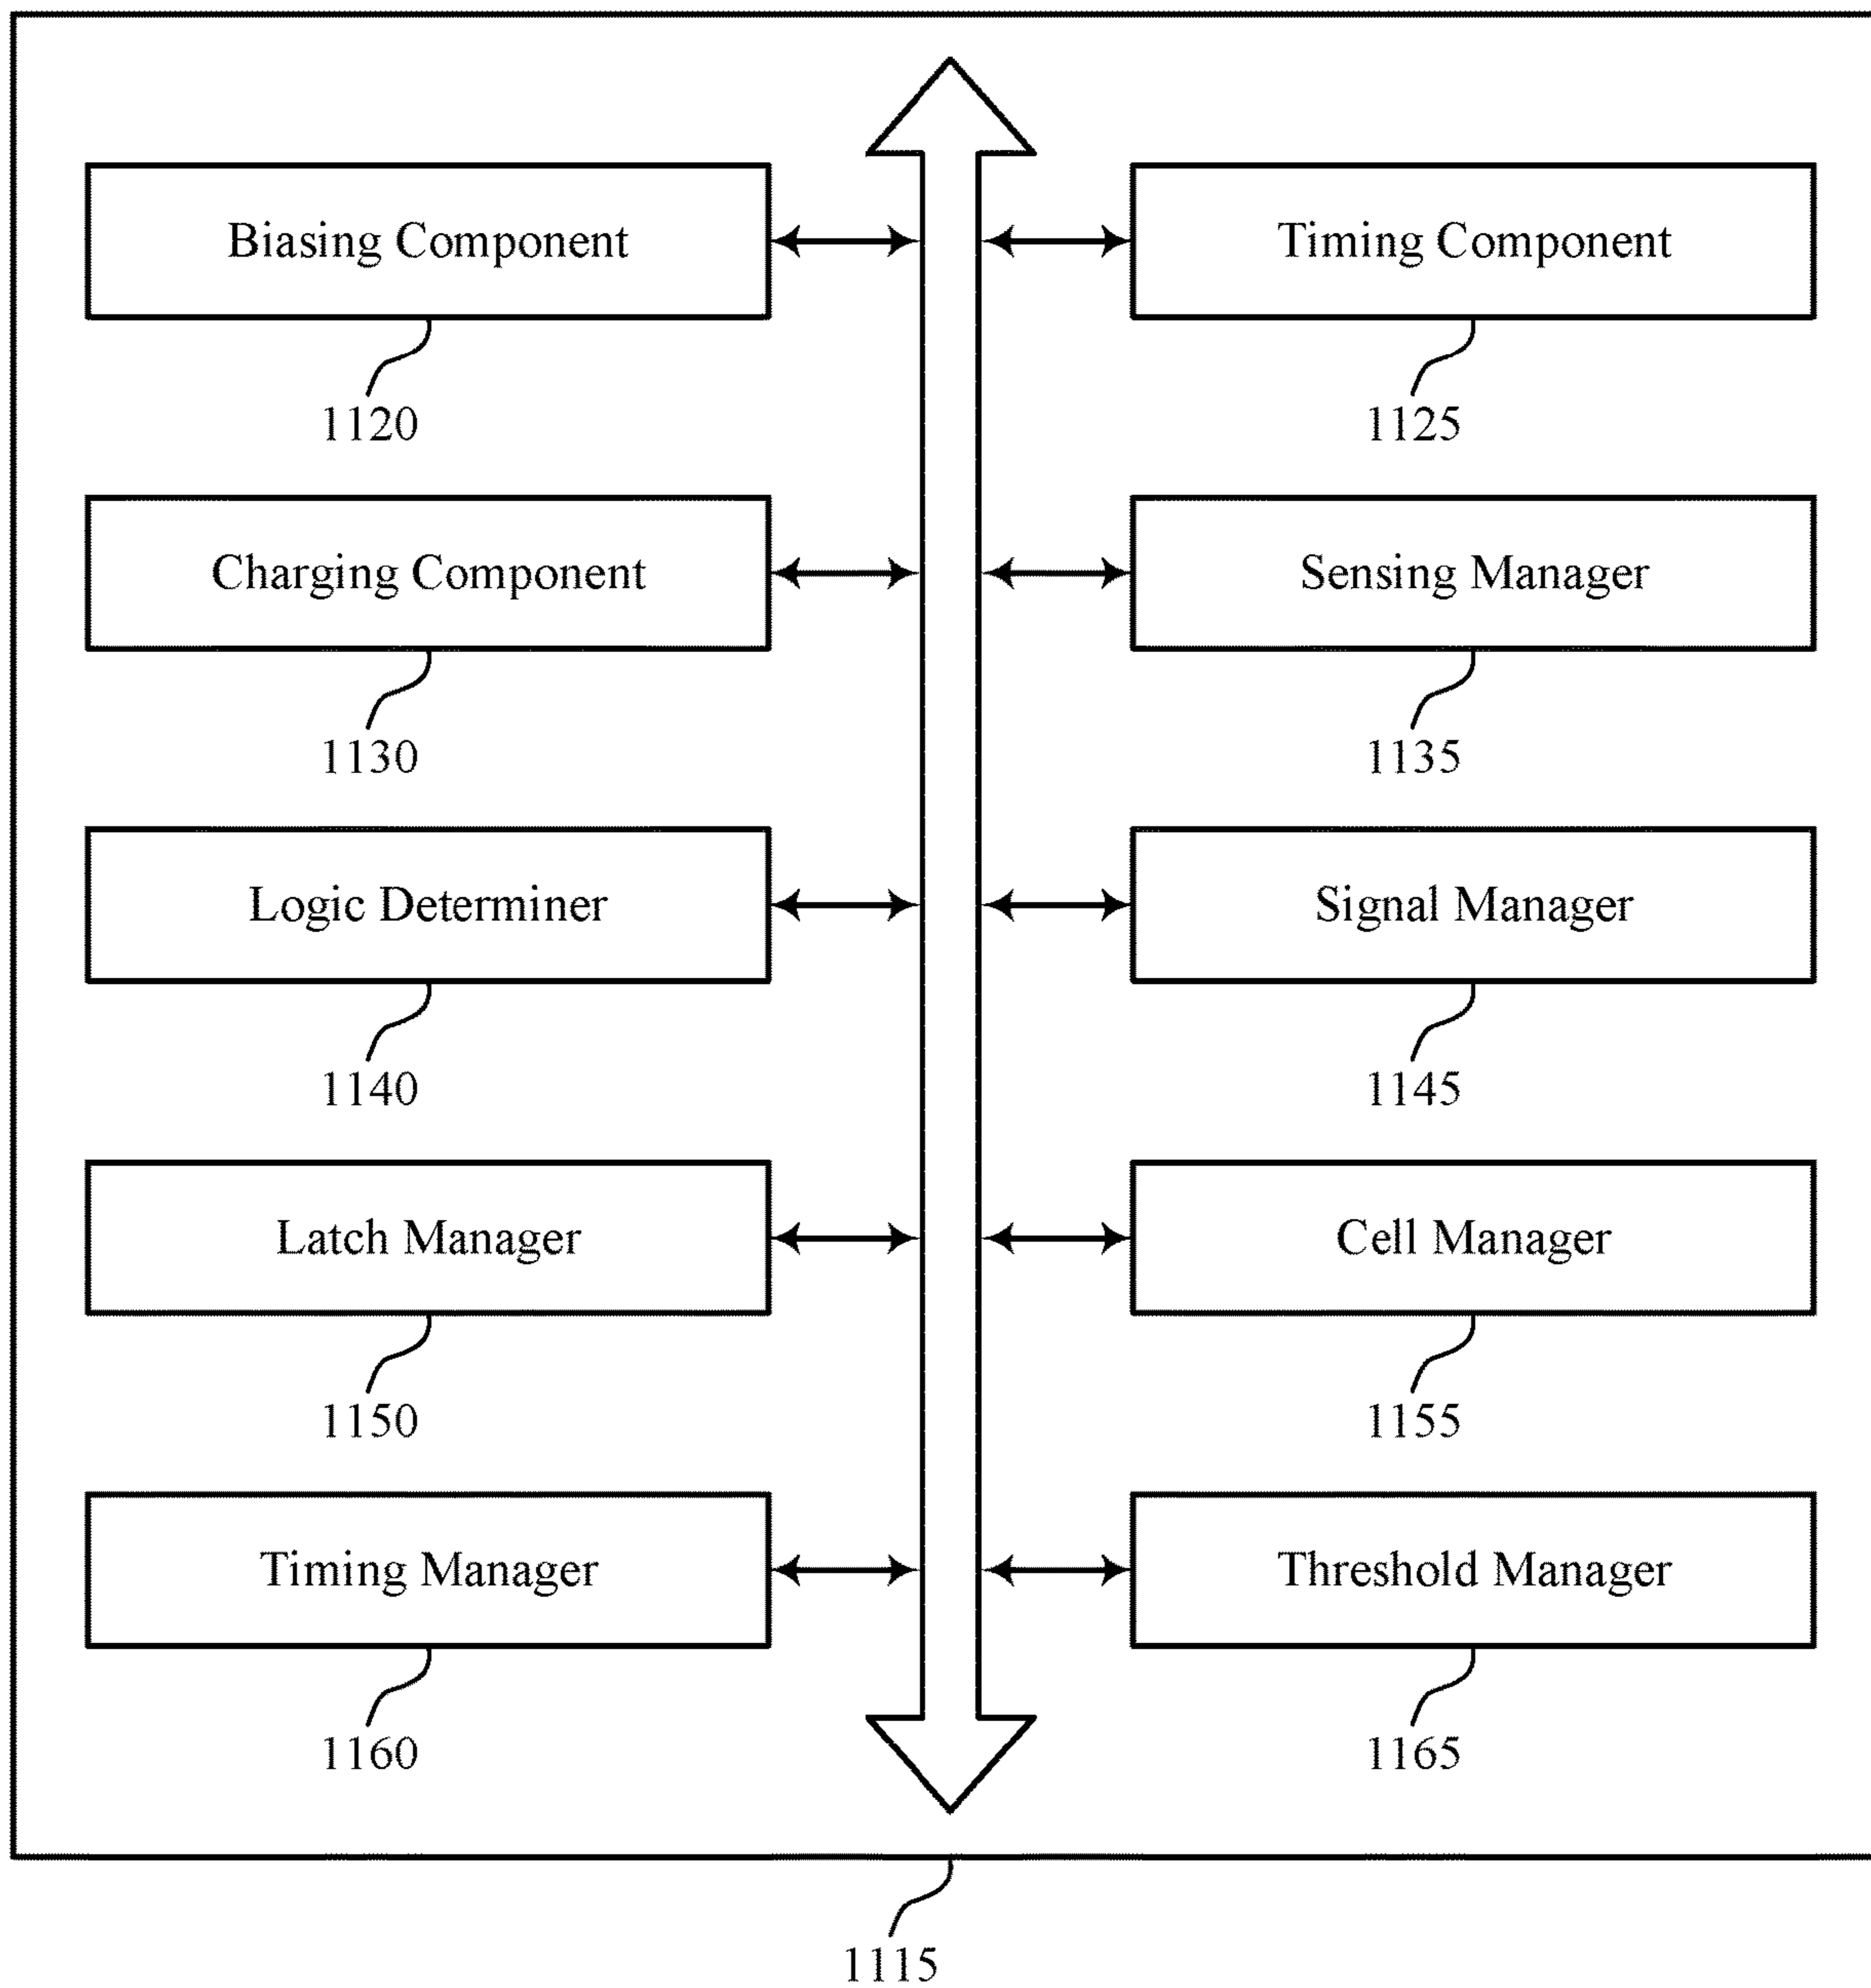 Biasing Component
Timing Component
1120
1125
Charging Component
Sensing Manager
1130
1135
Logic Determiner
Signal Manager
1140
1145
Latch Manager
Cell Manager
1150
1155
Timing Manager
Threshold Manager
1160
1165
1115